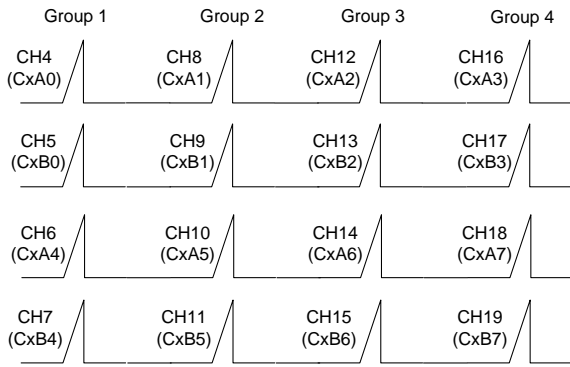 Group 1 Group 2 Group 3 Group 4
CH4 CH8 CH12 CH16
(CxA0) (CxA1) (CxA2) (CxA3)
CH5 CH9 CH13 CH17
(CxB0) (CxB1) (CxB2) (CxB3)
CH6 CH10 CH14 CH18
(CxA4) (CxA5) (CxA6) (CxA7)
CH7 CH11 CH15 CH19
(CxB4) (CxB5) (CxB6) (CxB7)